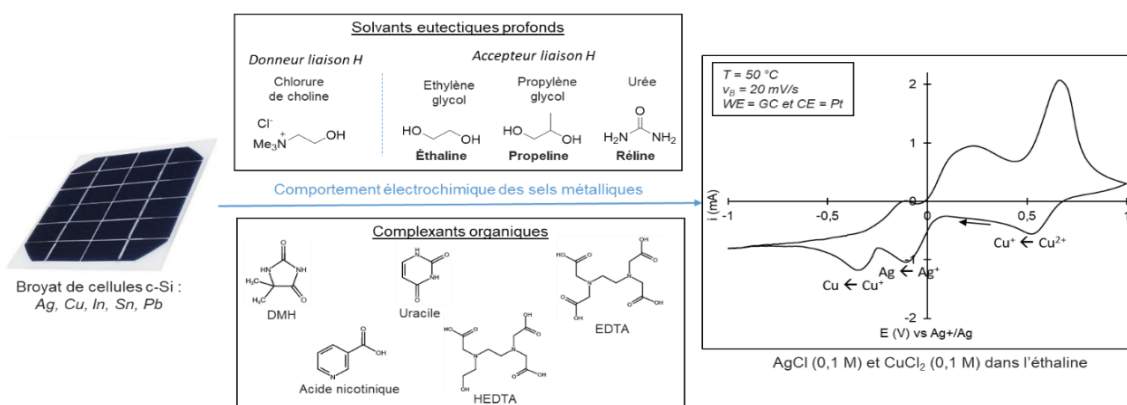 Solvants eutectiques profonds
Donneur liaison H
Accepteur liaison H
Chlorure
de choline
Ethylène
glycol
Propylène
glycol
Urée
Cl-
Me3N+
OH
HO
OH
HO
OH
O
H2N
NH2
Éthaline
Propeline
Réline
Comportement électrochimique des sels métalliques
Broyat de cellules c-Si :
Ag, Cu, In, Sn, Pb
Complexants organiques
DMH
Uracile
EDTA
Acide nicotinique
HEDTA
T = 50 °C
vB = 20 mV/s
WE = GC et CE = Pt
2
1
0
-1
-2
-1
-0,5
0
0,5
1
i (mA)
Cu+ ← Cu2+
Ag ← Ag+
Cu ← Cu+
E (V) vs Ag+/Ag
AgCl (0,1 M) et CuCl2 (0,1 M) dans l'éthaline